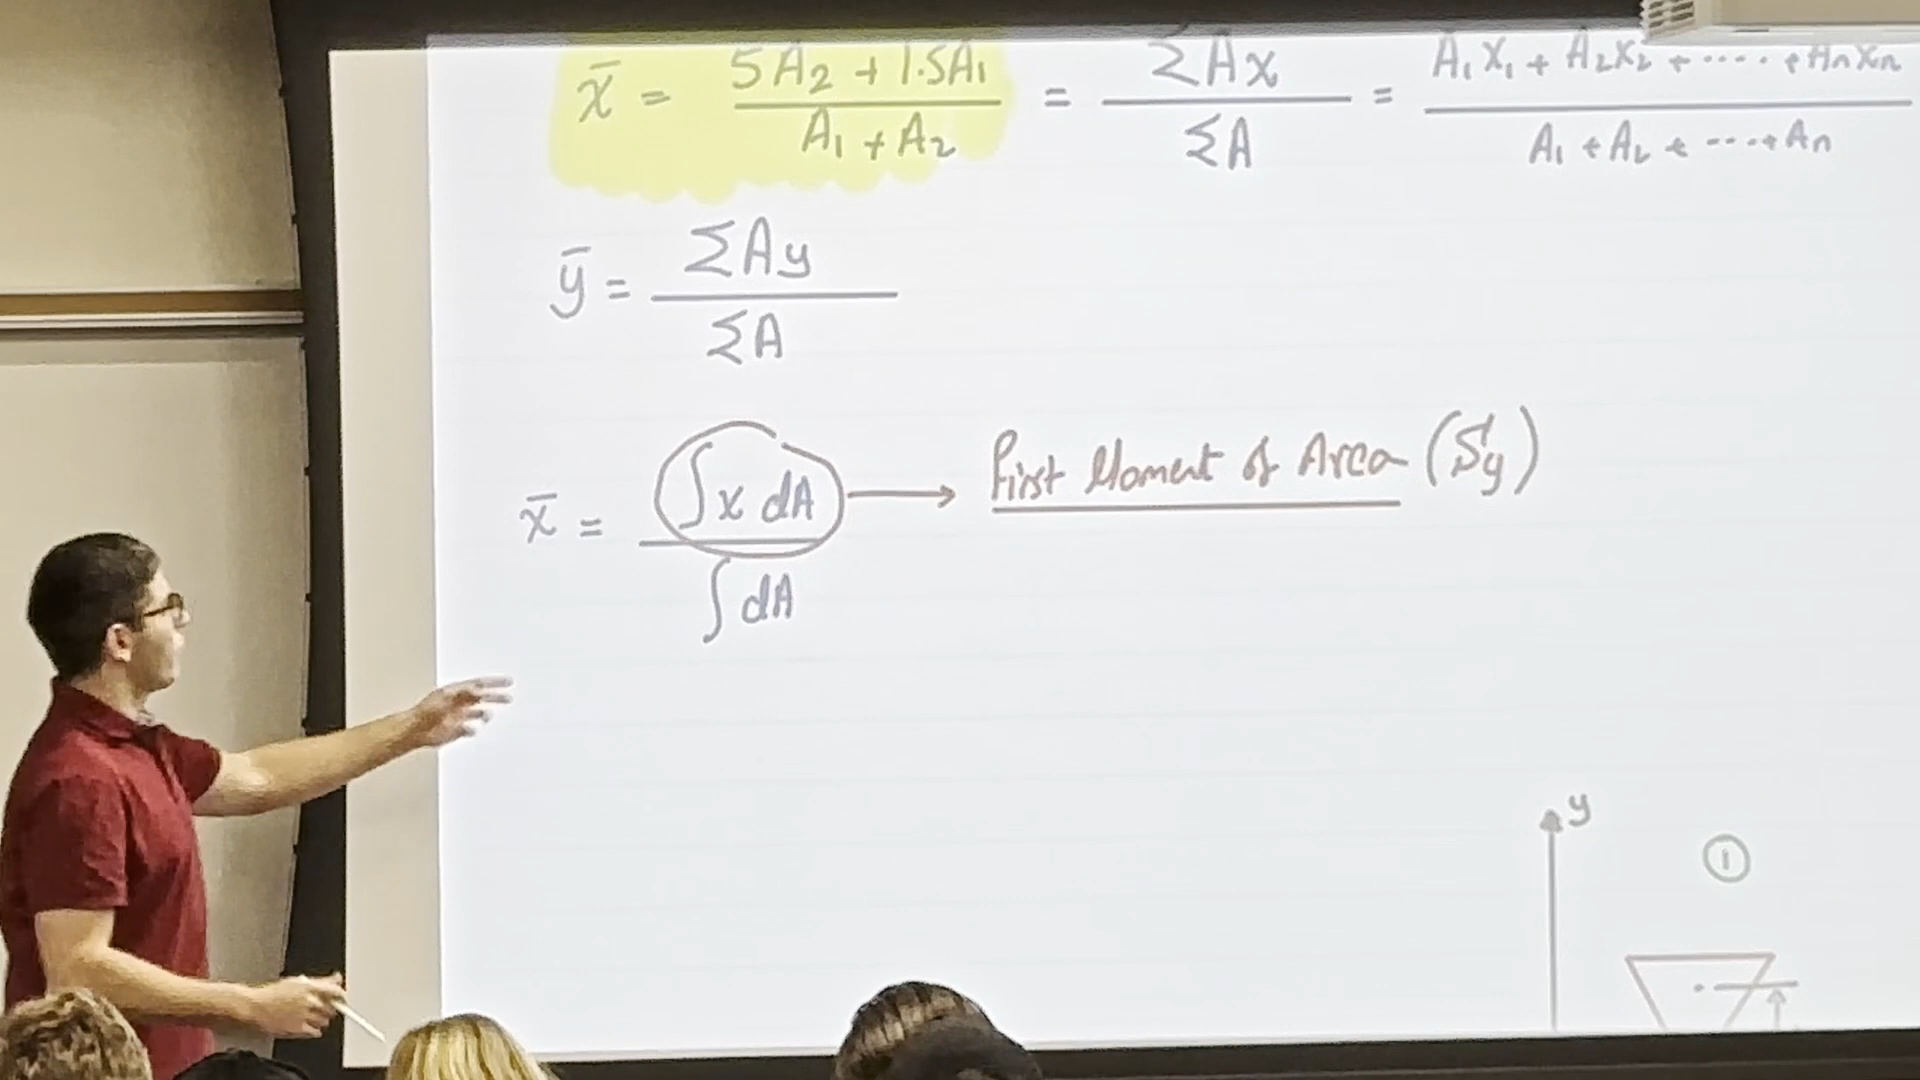 x̄ = (5A₂ + 1.5A₁)/(A₁ + A₂) = ΣAx/ΣA = (A₁x₁ + A₂x₂ + ····· + Anxn)/(A₁ + A₂ + ····+ An)
ȳ = ΣAy/ΣA
x̄ = ∫x dA/∫dA → First Moment of Area (Sy)
y
①